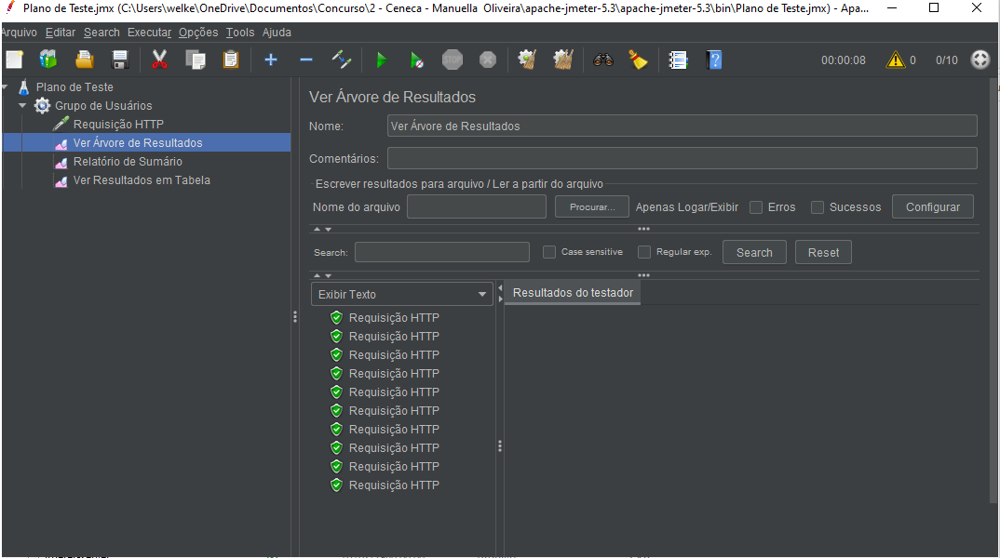 Plano de Teste.jmx (C:\Users\welke\OneDrive\Documentos\Concurso\2 - Ceneca - Manuella Oliveira\apache-jmeter-5.3\apache-jmeter-5.3\bin\Plano de Teste.jmx) - Apa...
Arquivo Editar Search Executar Opções Tools Ajuda
STOP 00:00:08 0 0/10
Plano de Teste
Grupo de Usuários
Requisição HTTP
Ver Árvore de Resultados
Relatório de Sumário
Ver Resultados em Tabela
Ver Árvore de Resultados
Nome: Ver Árvore de Resultados
Comentários:
Escrever resultados para arquivo / Ler a partir do arquivo
Nome do arquivo Procurar... Apenas Logar/Exibir Erros Sucessos Configurar
Search: Case sensitive Regular exp. Search Reset
Exibir Texto Resultados do testador
Requisição HTTP
Requisição HTTP
Requisição HTTP
Requisição HTTP
Requisição HTTP
Requisição HTTP
Requisição HTTP
Requisição HTTP
Requisição HTTP
Requisição HTTP